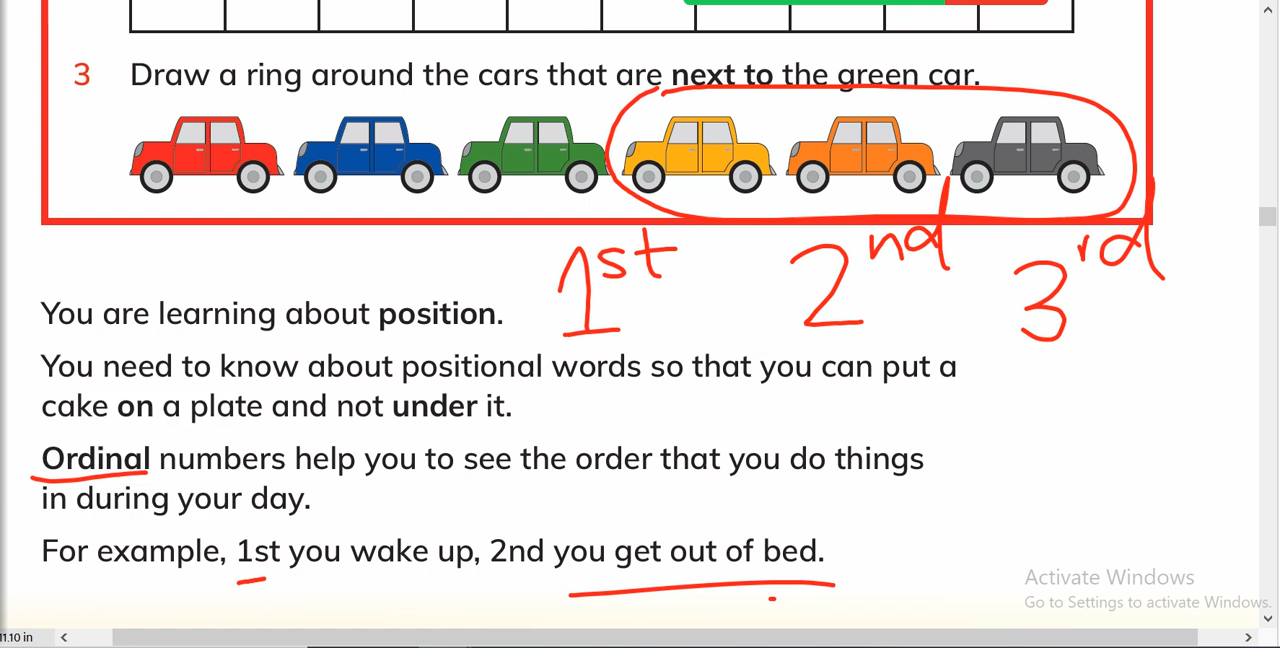 3 Draw a ring around the cars that are next to the green car.
1st 2nd 3rd
You are learning about position.
You need to know about positional words so that you can put a
cake on a plate and not under it.
Ordinal numbers help you to see the order that you do things
in during your day.
For example, 1st you wake up, 2nd you get out of bed.
Activate Windows
Go to Settings to activate Windows.
11.10 in